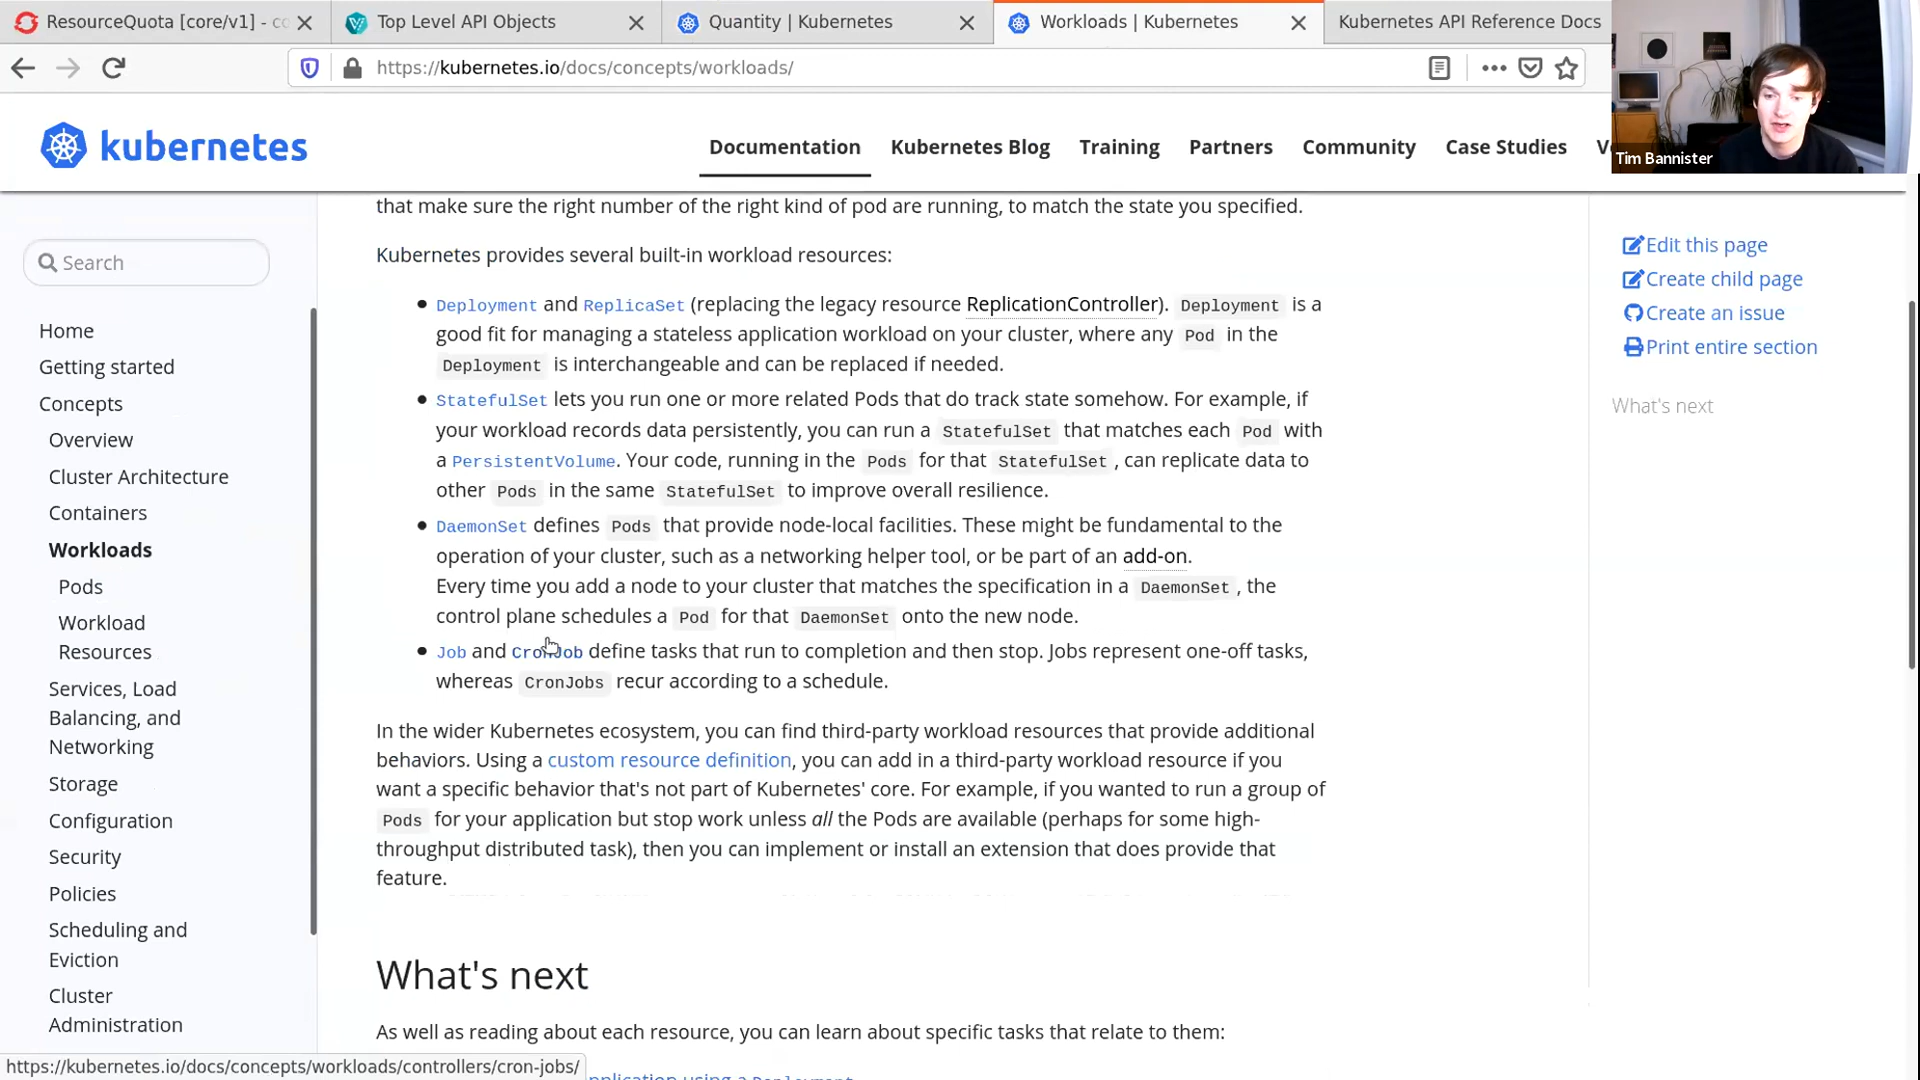 ResourceQuota [core/v1] - co
Top Level API Objects
Quantity | Kubernetes
Workloads | Kubernetes
Kubernetes API Reference Docs
https://kubernetes.io/docs/concepts/workloads/
Tim Bannister
kubernetes
Documentation
Kubernetes Blog
Training
Partners
Community
Case Studies
Search
Home
Getting started
Concepts
Overview
Cluster Architecture
Containers
Workloads
Pods
Workload
Resources
Services, Load
Balancing, and
Networking
Storage
Configuration
Security
Policies
Scheduling and
Eviction
Cluster
Administration
that make sure the right number of the right kind of pod are running, to match the state you specified.
Kubernetes provides several built-in workload resources:
• Deployment and ReplicaSet (replacing the legacy resource ReplicationController). Deployment is a
good fit for managing a stateless application workload on your cluster, where any Pod in the
Deployment is interchangeable and can be replaced if needed.
• StatefulSet lets you run one or more related Pods that do track state somehow. For example, if
your workload records data persistently, you can run a StatefulSet that matches each Pod with
a PersistentVolume. Your code, running in the Pods for that StatefulSet, can replicate data to
other Pods in the same StatefulSet to improve overall resilience.
• DaemonSet defines Pods that provide node-local facilities. These might be fundamental to the
operation of your cluster, such as a networking helper tool, or be part of an add-on.
Every time you add a node to your cluster that matches the specification in a DaemonSet, the
control plane schedules a Pod for that DaemonSet onto the new node.
• Job and CronJob define tasks that run to completion and then stop. Jobs represent one-off tasks,
whereas CronJobs recur according to a schedule.
In the wider Kubernetes ecosystem, you can find third-party workload resources that provide additional
behaviors. Using a custom resource definition, you can add in a third-party workload resource if you
want a specific behavior that's not part of Kubernetes' core. For example, if you wanted to run a group of
Pods for your application but stop work unless all the Pods are available (perhaps for some high-
throughput distributed task), then you can implement or install an extension that does provide that
feature.
What's next
As well as reading about each resource, you can learn about specific tasks that relate to them:
application using a Deployment
Edit this page
Create child page
Create an issue
Print entire section
What's next
https://kubernetes.io/docs/concepts/workloads/controllers/cron-jobs/